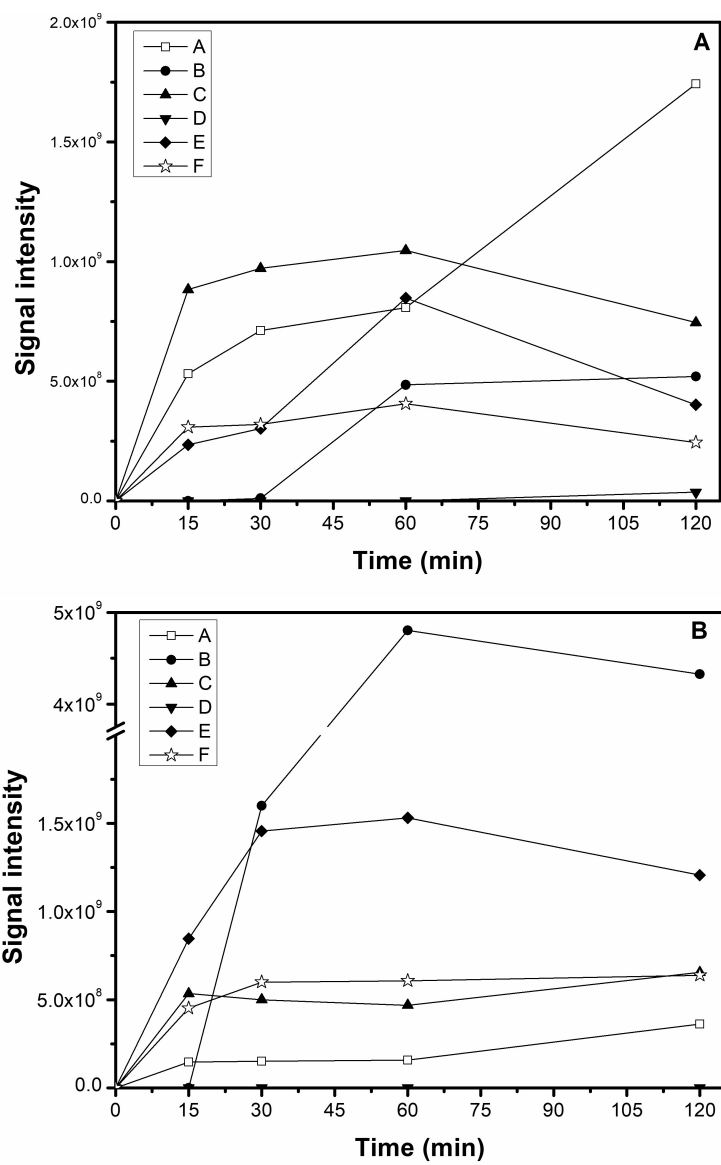 2.0x10⁹
A
A
B
C
D
E
F
1.5x10⁹
1.0x10⁹
5.0x10⁸
0.0
Signal intensity
0 15 30 45 60 75 90 105 120
Time (min)
5x10⁹
B
A
B
C
D
E
F
4x10⁹
1.5x10⁹
1.0x10⁹
5.0x10⁸
0.0
Signal intensity
0 15 30 45 60 75 90 105 120
Time (min)